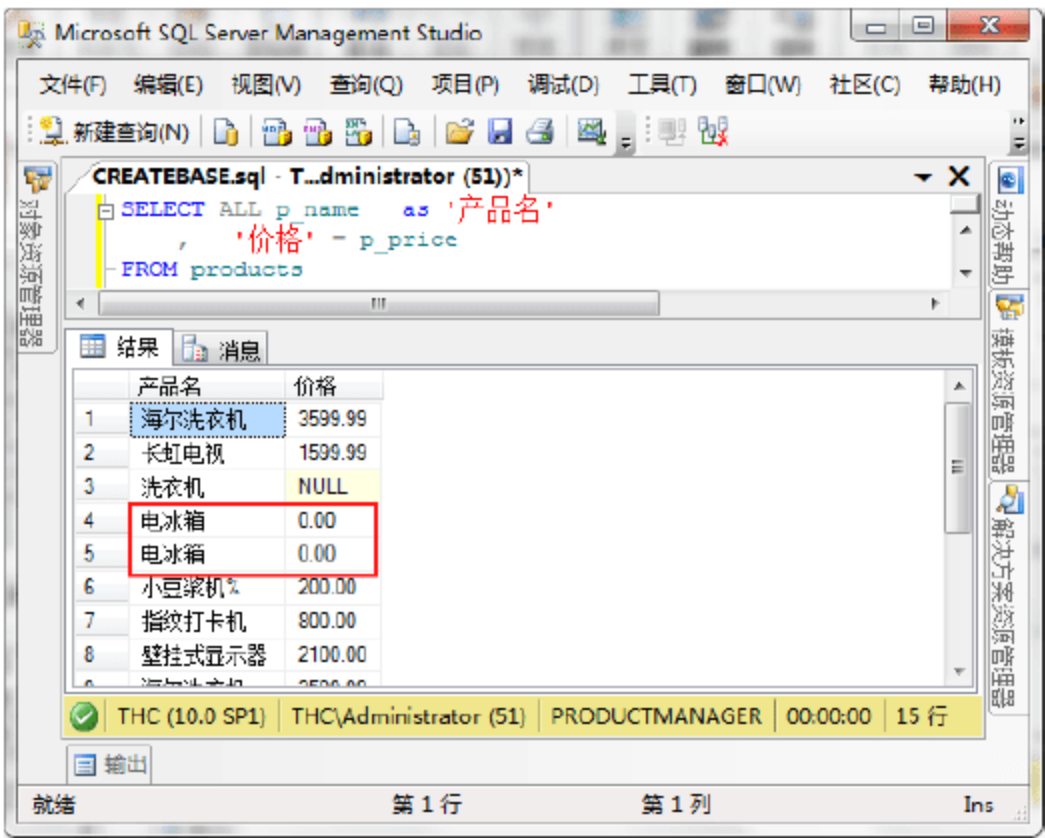 Microsoft SQL Server Management Studio
文件(F) 编辑(E) 视图(V) 查询(Q) 项目(P) 调试(D) 工具(T) 窗口(W) 社区(C) 帮助(H)
新建查询(N)
对象资源管理器
CREATEBASE.sql - T...dministrator (51))*
SELECT ALL p_name as '产品名'
, '价格' = p_price
FROM products
结果 消息
产品名 价格
1 海尔洗衣机 3599.99
2 长虹电视 1599.99
3 洗衣机 NULL
4 电冰箱 0.00
5 电冰箱 0.00
6 小豆浆机% 200.00
7 指纹打卡机 800.00
8 壁挂式显示器 2100.00
THC (10.0 SP1) THC\Administrator (51) PRODUCTMANAGER 00:00:00 15 行
动态帮助
模板资源管理器
解决方案资源管理器
输出
就绪 第 1 行 第 1 列 Ins